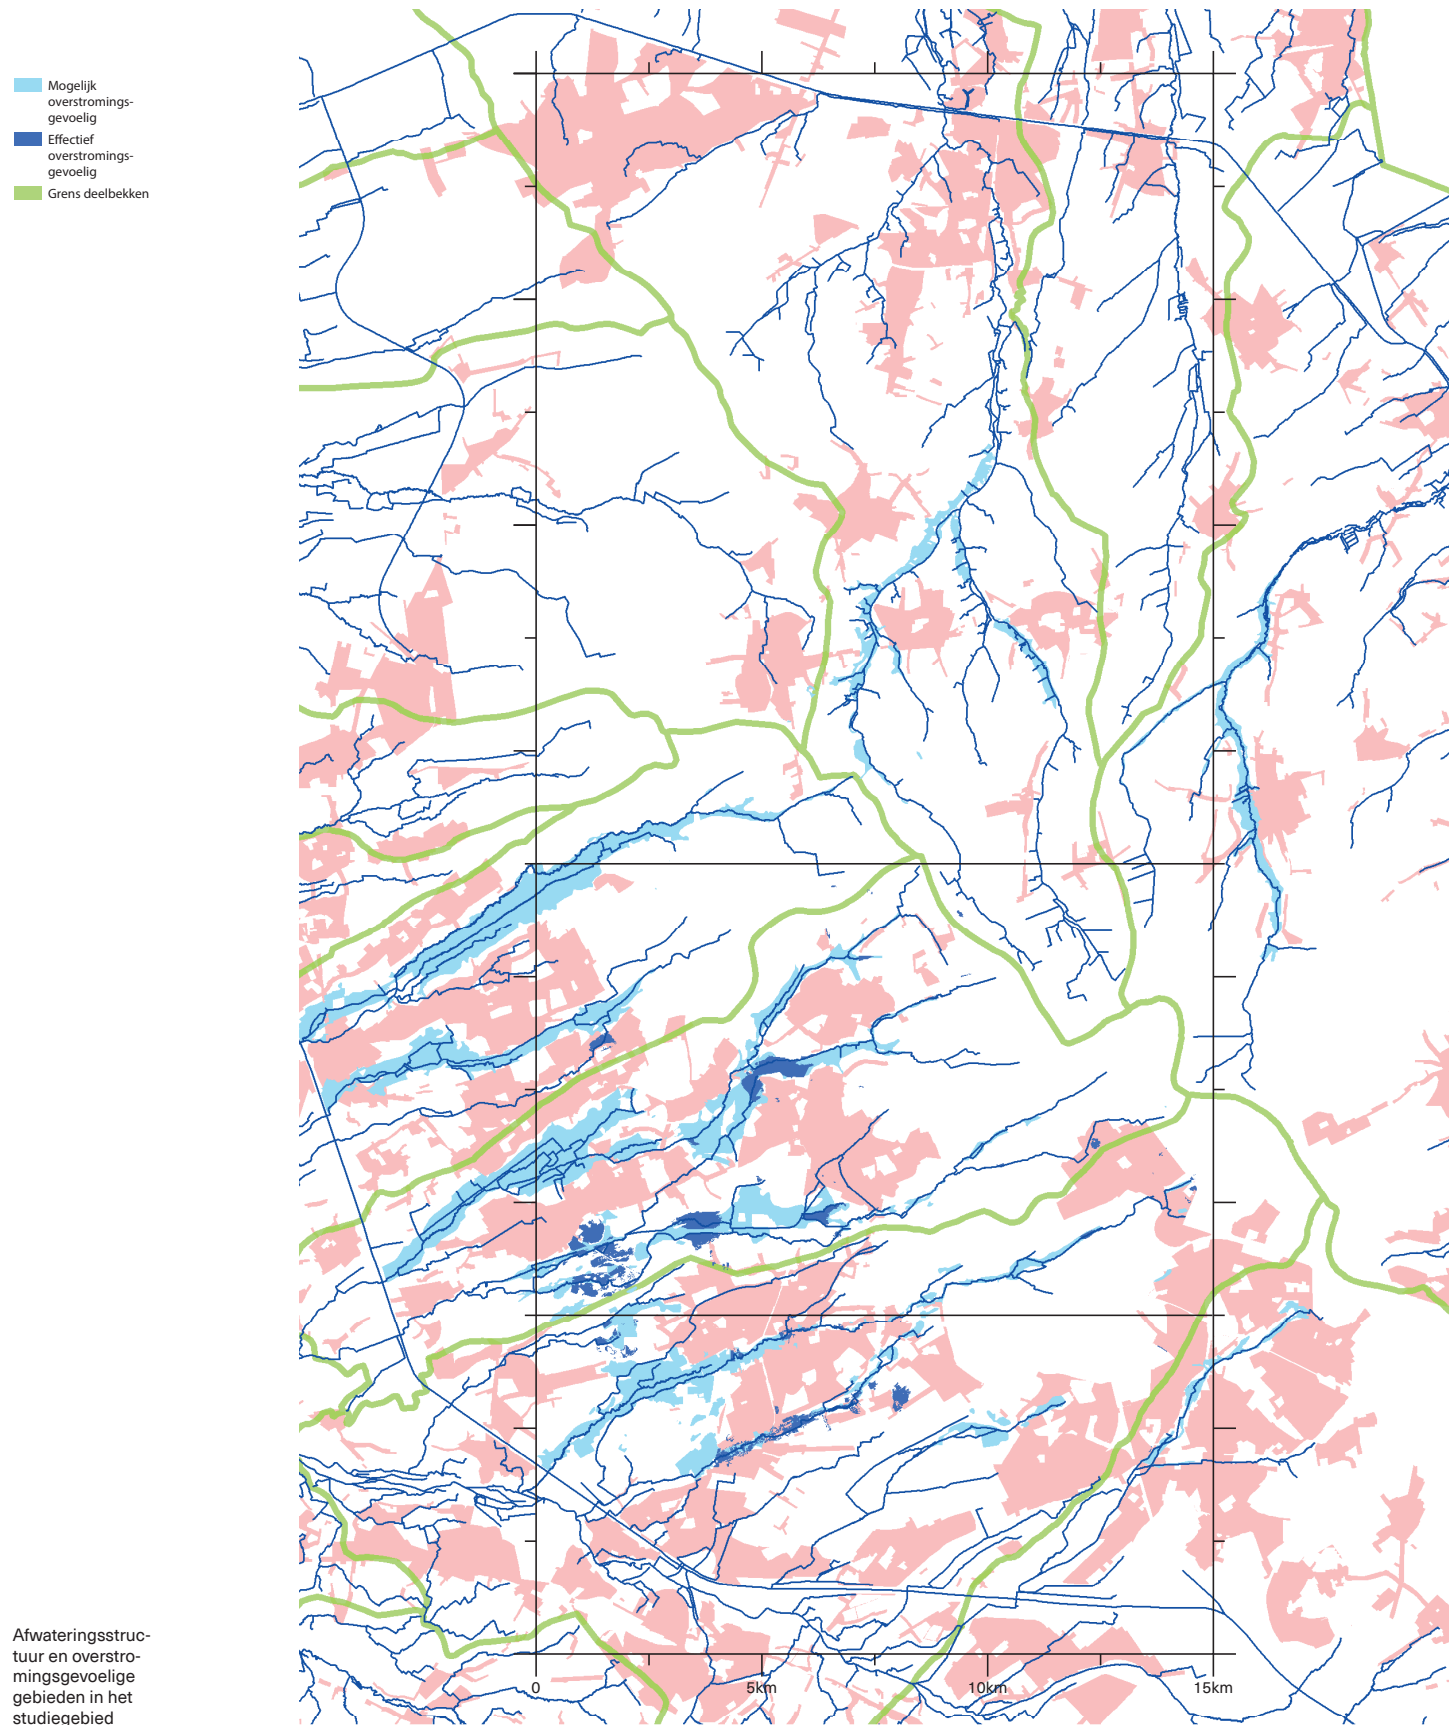 Mogelijk
overstromings-
gevoelig
Effectief
overstromings-
gevoelig
Grens deelbekken
Afwateringsstruc-
tuur en overstro-
mingsgevoelige
gebieden in het
studiegebied
0 5km 10km 15km